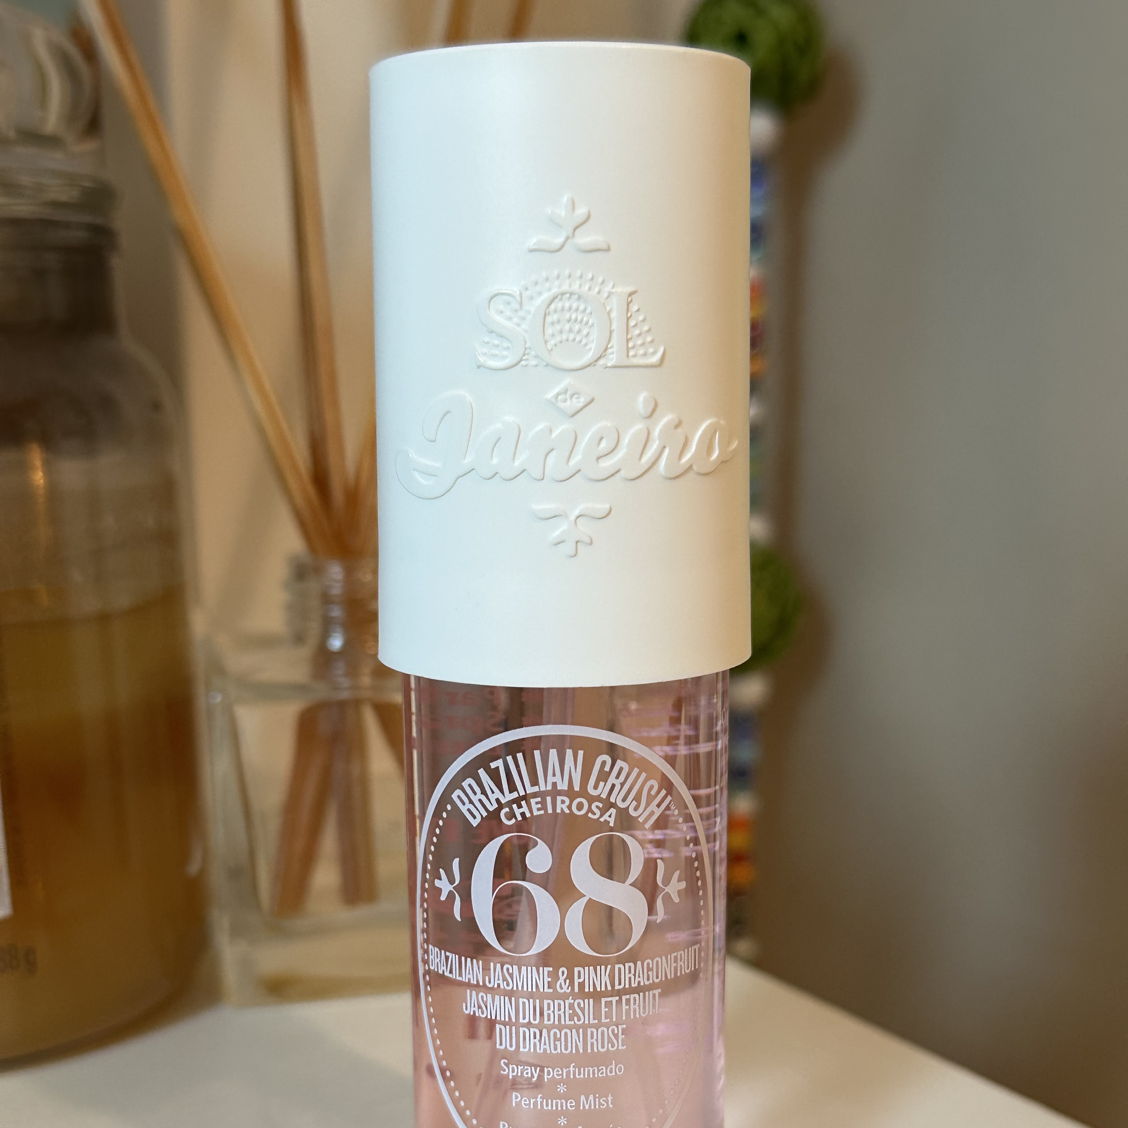 SOL
de
Janeiro
BRAZILIAN CRUSH™
CHEIROSA
68
BRAZILIAN JASMINE & PINK DRAGONFRUIT
JASMIN DU BRÉSIL ET FRUIT
DU DRAGON ROSE
Spray perfumado
*
Perfume Mist
*